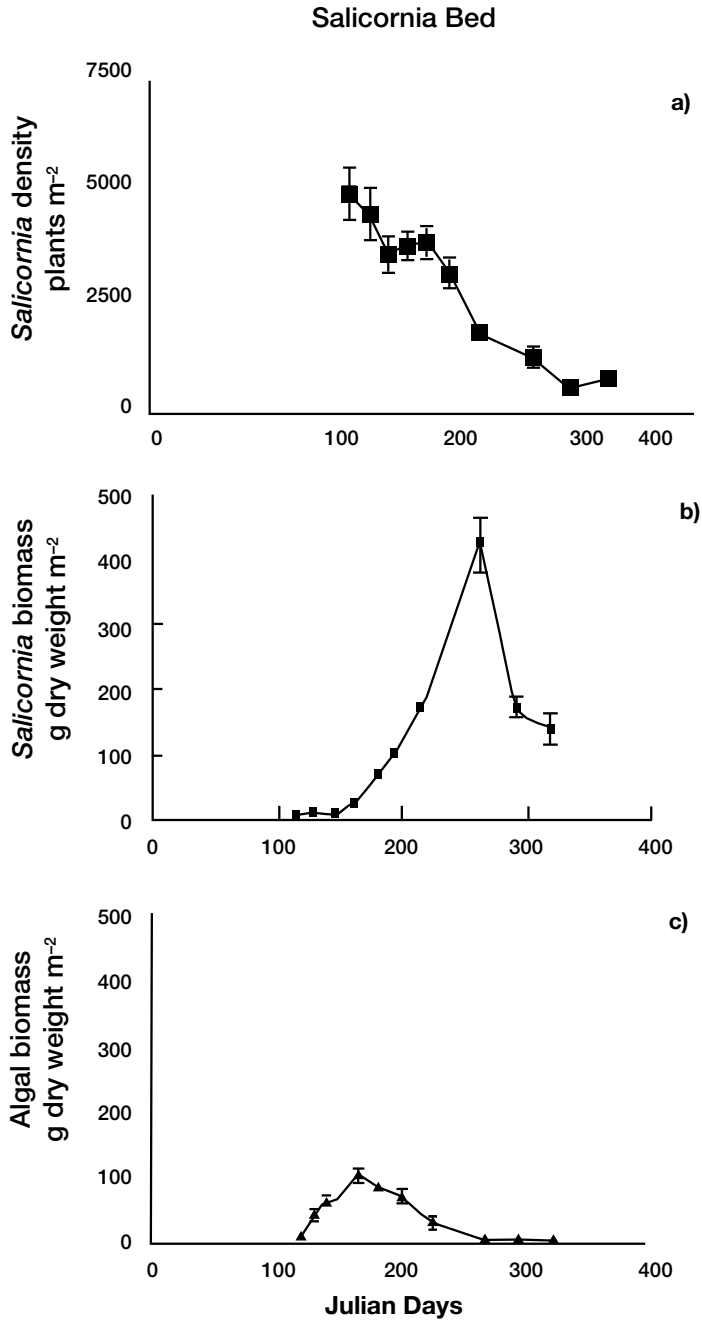 Salicornia Bed
a)
Salicornia density
plants m⁻²
7500
5000
2500
0
0 100 200 300 400
b)
Salicornia biomass
g dry weight m⁻²
500
400
300
200
100
0
0 100 200 300 400
c)
Algal biomass
g dry weight m⁻²
500
400
300
200
100
0
0 100 200 300 400
Julian Days